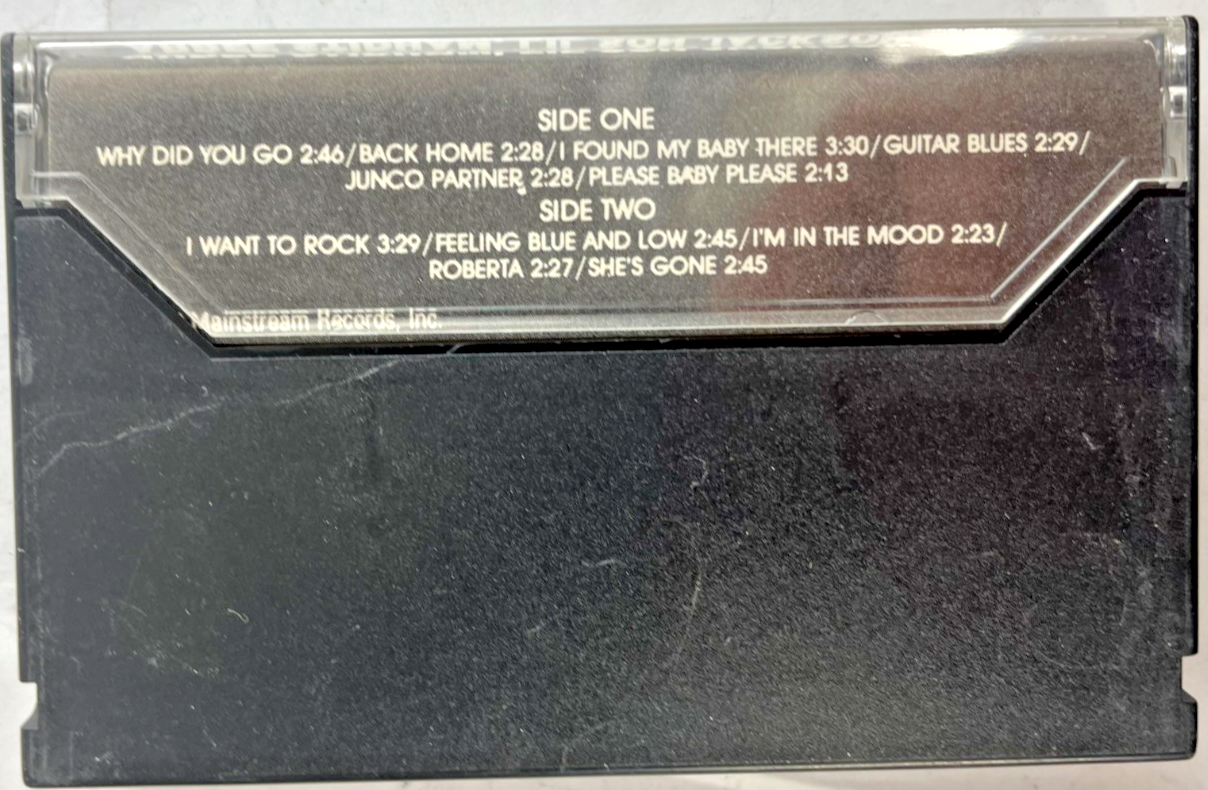 SIDE ONE
WHY DID YOU GO 2:46/BACK HOME 2:28/I FOUND MY BABY THERE 3:30/GUITAR BLUES 2:29/
JUNCO PARTNER 2:28/PLEASE BABY PLEASE 2:13
SIDE TWO
I WANT TO ROCK 3:29/FEELING BLUE AND LOW 2:45/I'M IN THE MOOD 2:23/
ROBERTA 2:27/SHE'S GONE 2:45
Mainstream Records, Inc.